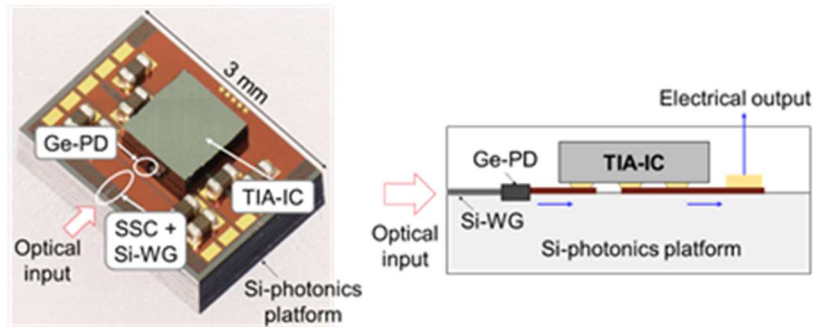 3 mm
Ge-PD
TIA-IC
SSC +
Si-WG
Optical
input
Si-photonics
platform
Electrical output
Ge-PD
TIA-IC
Si-WG
Optical
input
Si-photonics platform